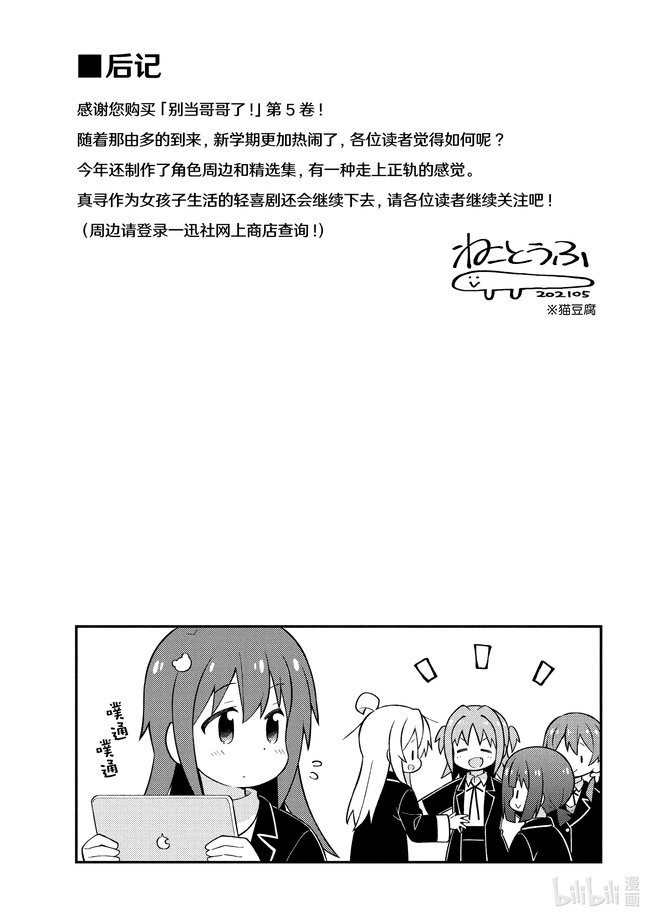 ■后记
感谢您购买「别当哥哥了！」第５卷！
随着那由多的到来，新学期更加热闹了，各位读者觉得如何呢？
今年还制作了角色周边和精选集，有一种走上正轨的感觉。
真寻作为女孩子生活的轻喜剧还会继续下去，请各位读者继续关注吧！
（周边请登录一迅社网上商店查询！）
ねことうふ
202105
※猫豆腐
噗通
噗通
bilibili漫画